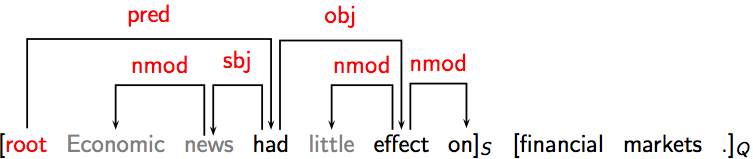 pred obj
nmod sbj nmod nmod
[root Economic news had little effect on]S [financial markets .]Q